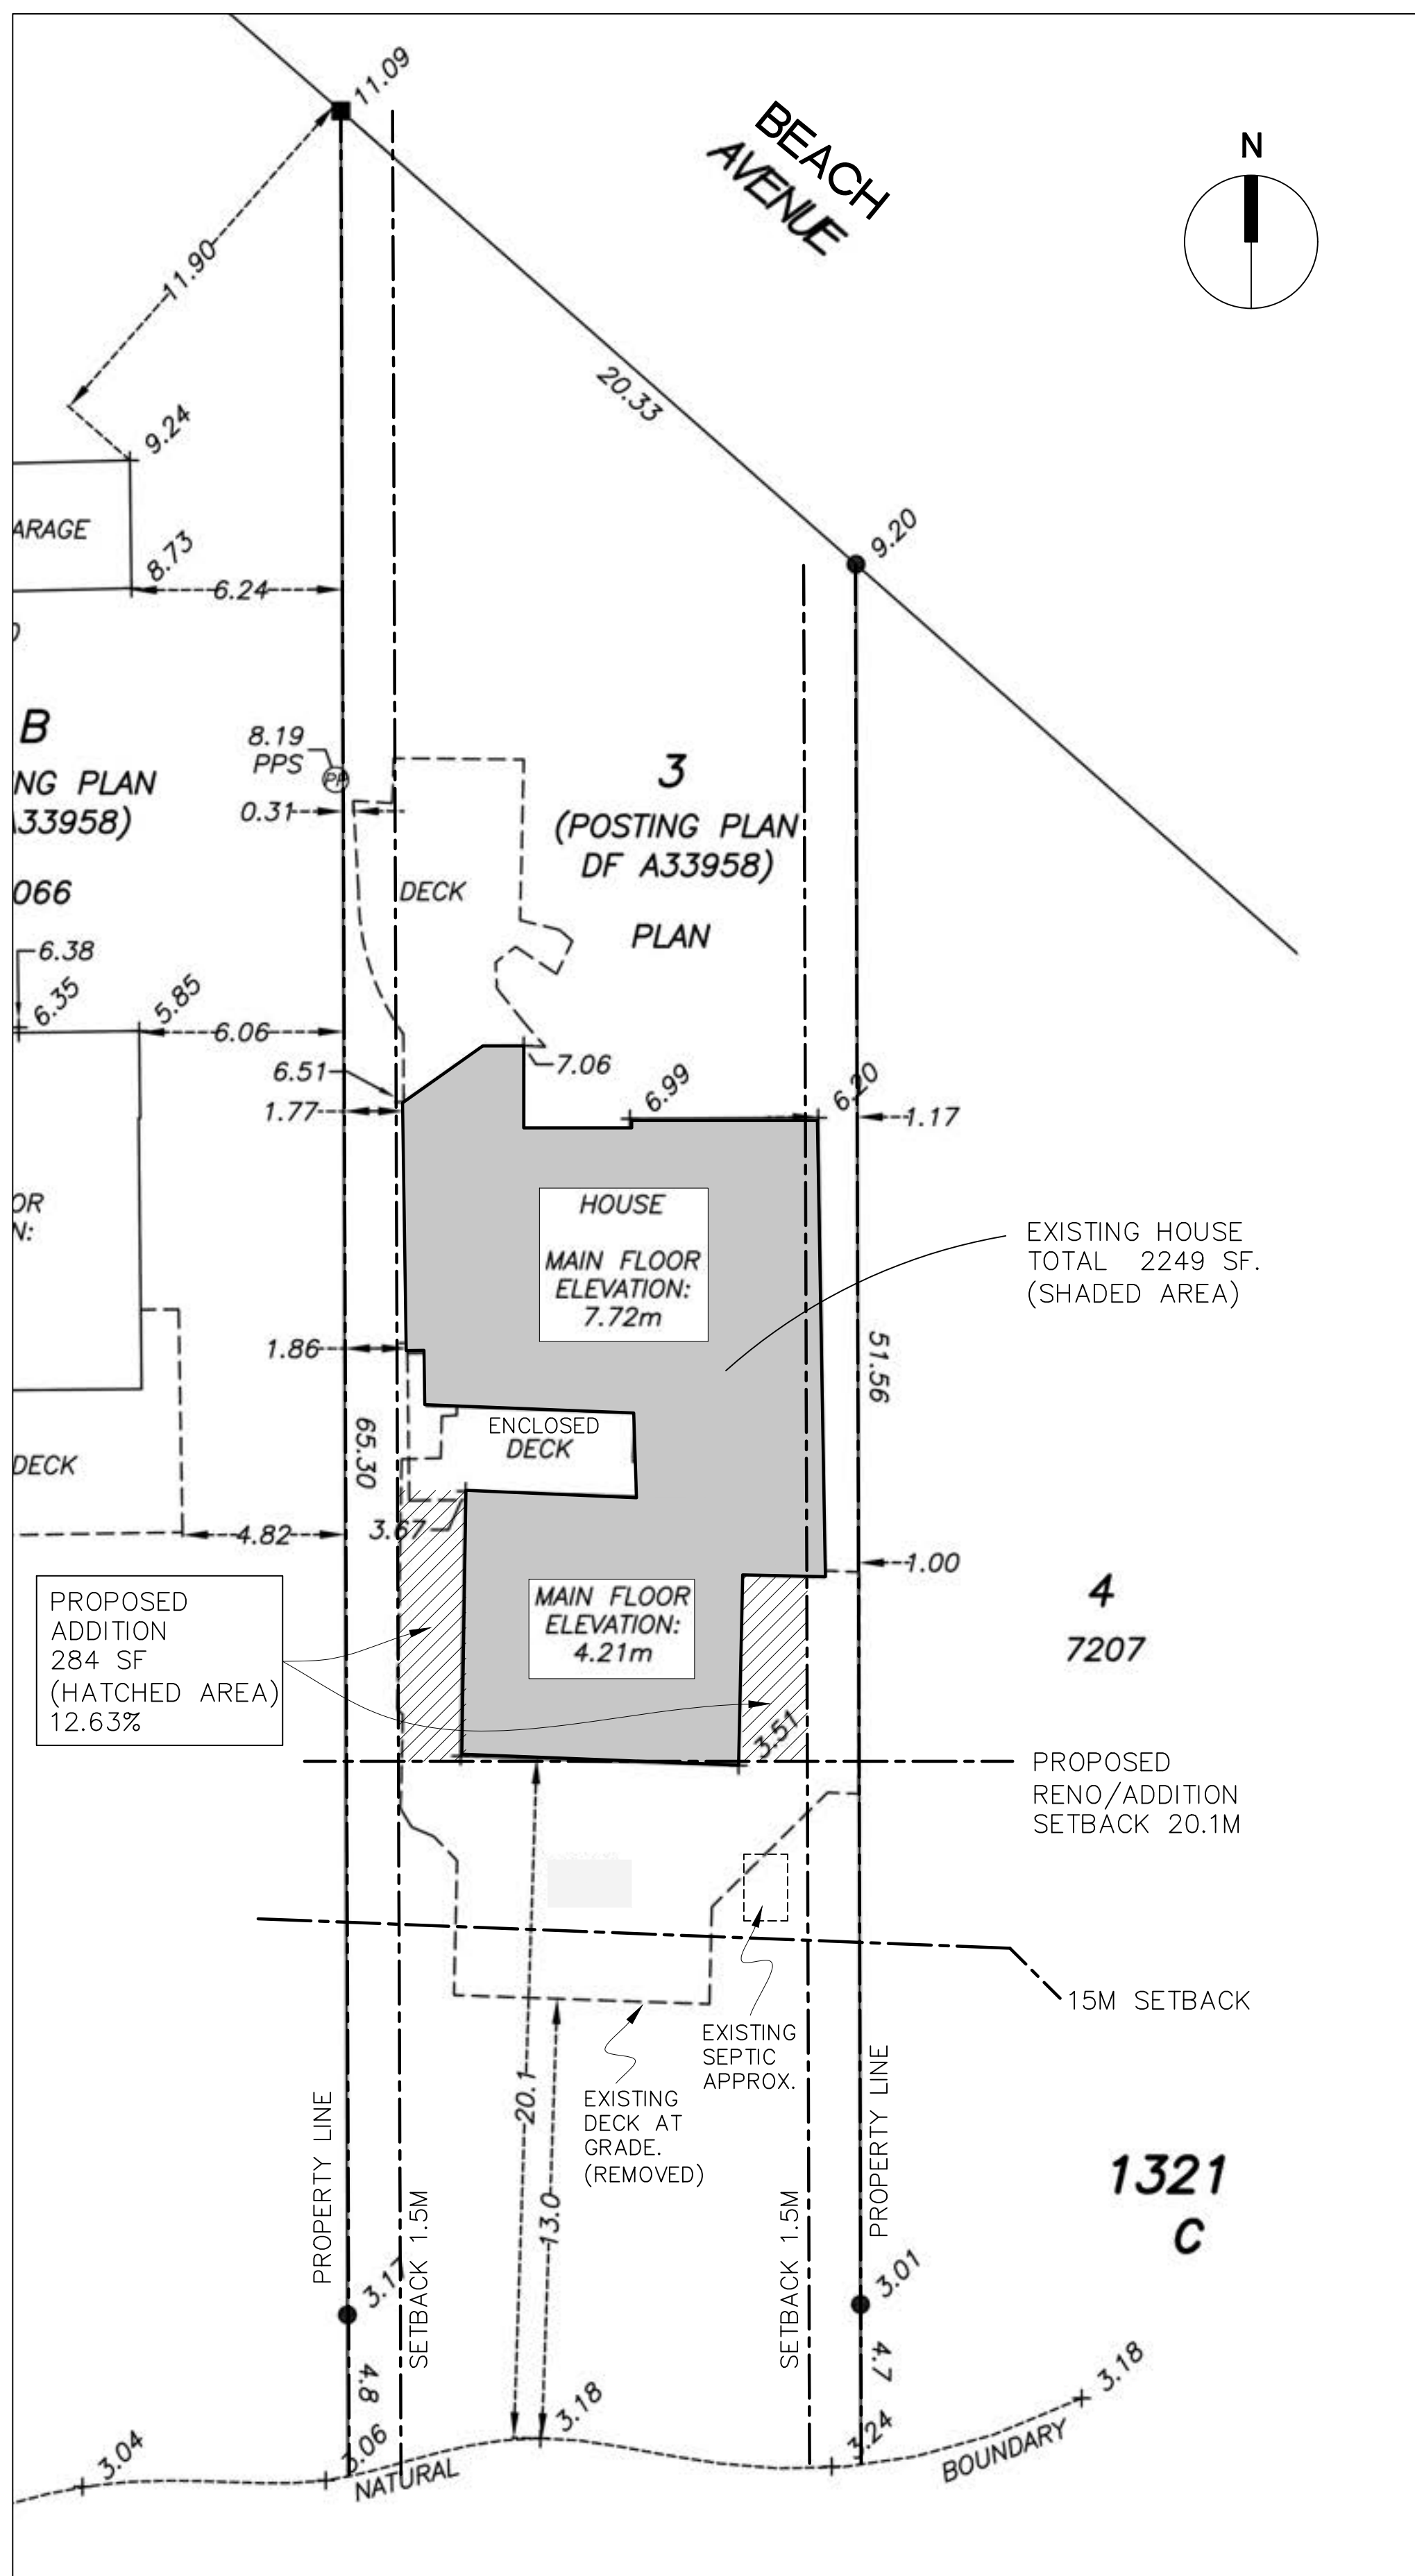 11.09
BEACH
AVENUE
N
11.90
20.33
9.24
ARAGE
8.73
6.24
9.20
B
NG PLAN
33958)
066
8.19
PPS
PP
0.31
3
(POSTING PLAN
DF A33958)
PLAN
DECK
6.38
6.35
5.85
6.06
6.51
1.77
7.06
6.99
6.20
1.17
OR
N:
HOUSE
MAIN FLOOR
ELEVATION:
7.72m
EXISTING HOUSE
TOTAL 2249 SF.
(SHADED AREA)
1.86
65.30
51.56
ENCLOSED
DECK
DECK
4.82
3.67
1.00
PROPOSED
ADDITION
284 SF
(HATCHED AREA)
12.63%
MAIN FLOOR
ELEVATION:
4.21m
4
7207
3.51
PROPOSED
RENO/ADDITION
SETBACK 20.1M
15M SETBACK
EXISTING
SEPTIC
APPROX.
EXISTING
DECK AT
GRADE.
(REMOVED)
20.1
13.0
PROPERTY LINE
SETBACK 1.5M
SETBACK 1.5M
PROPERTY LINE
1321
C
3.17
3.01
4.8
4.7
3.04
3.06
3.18
3.24
3.18
NATURAL
BOUNDARY